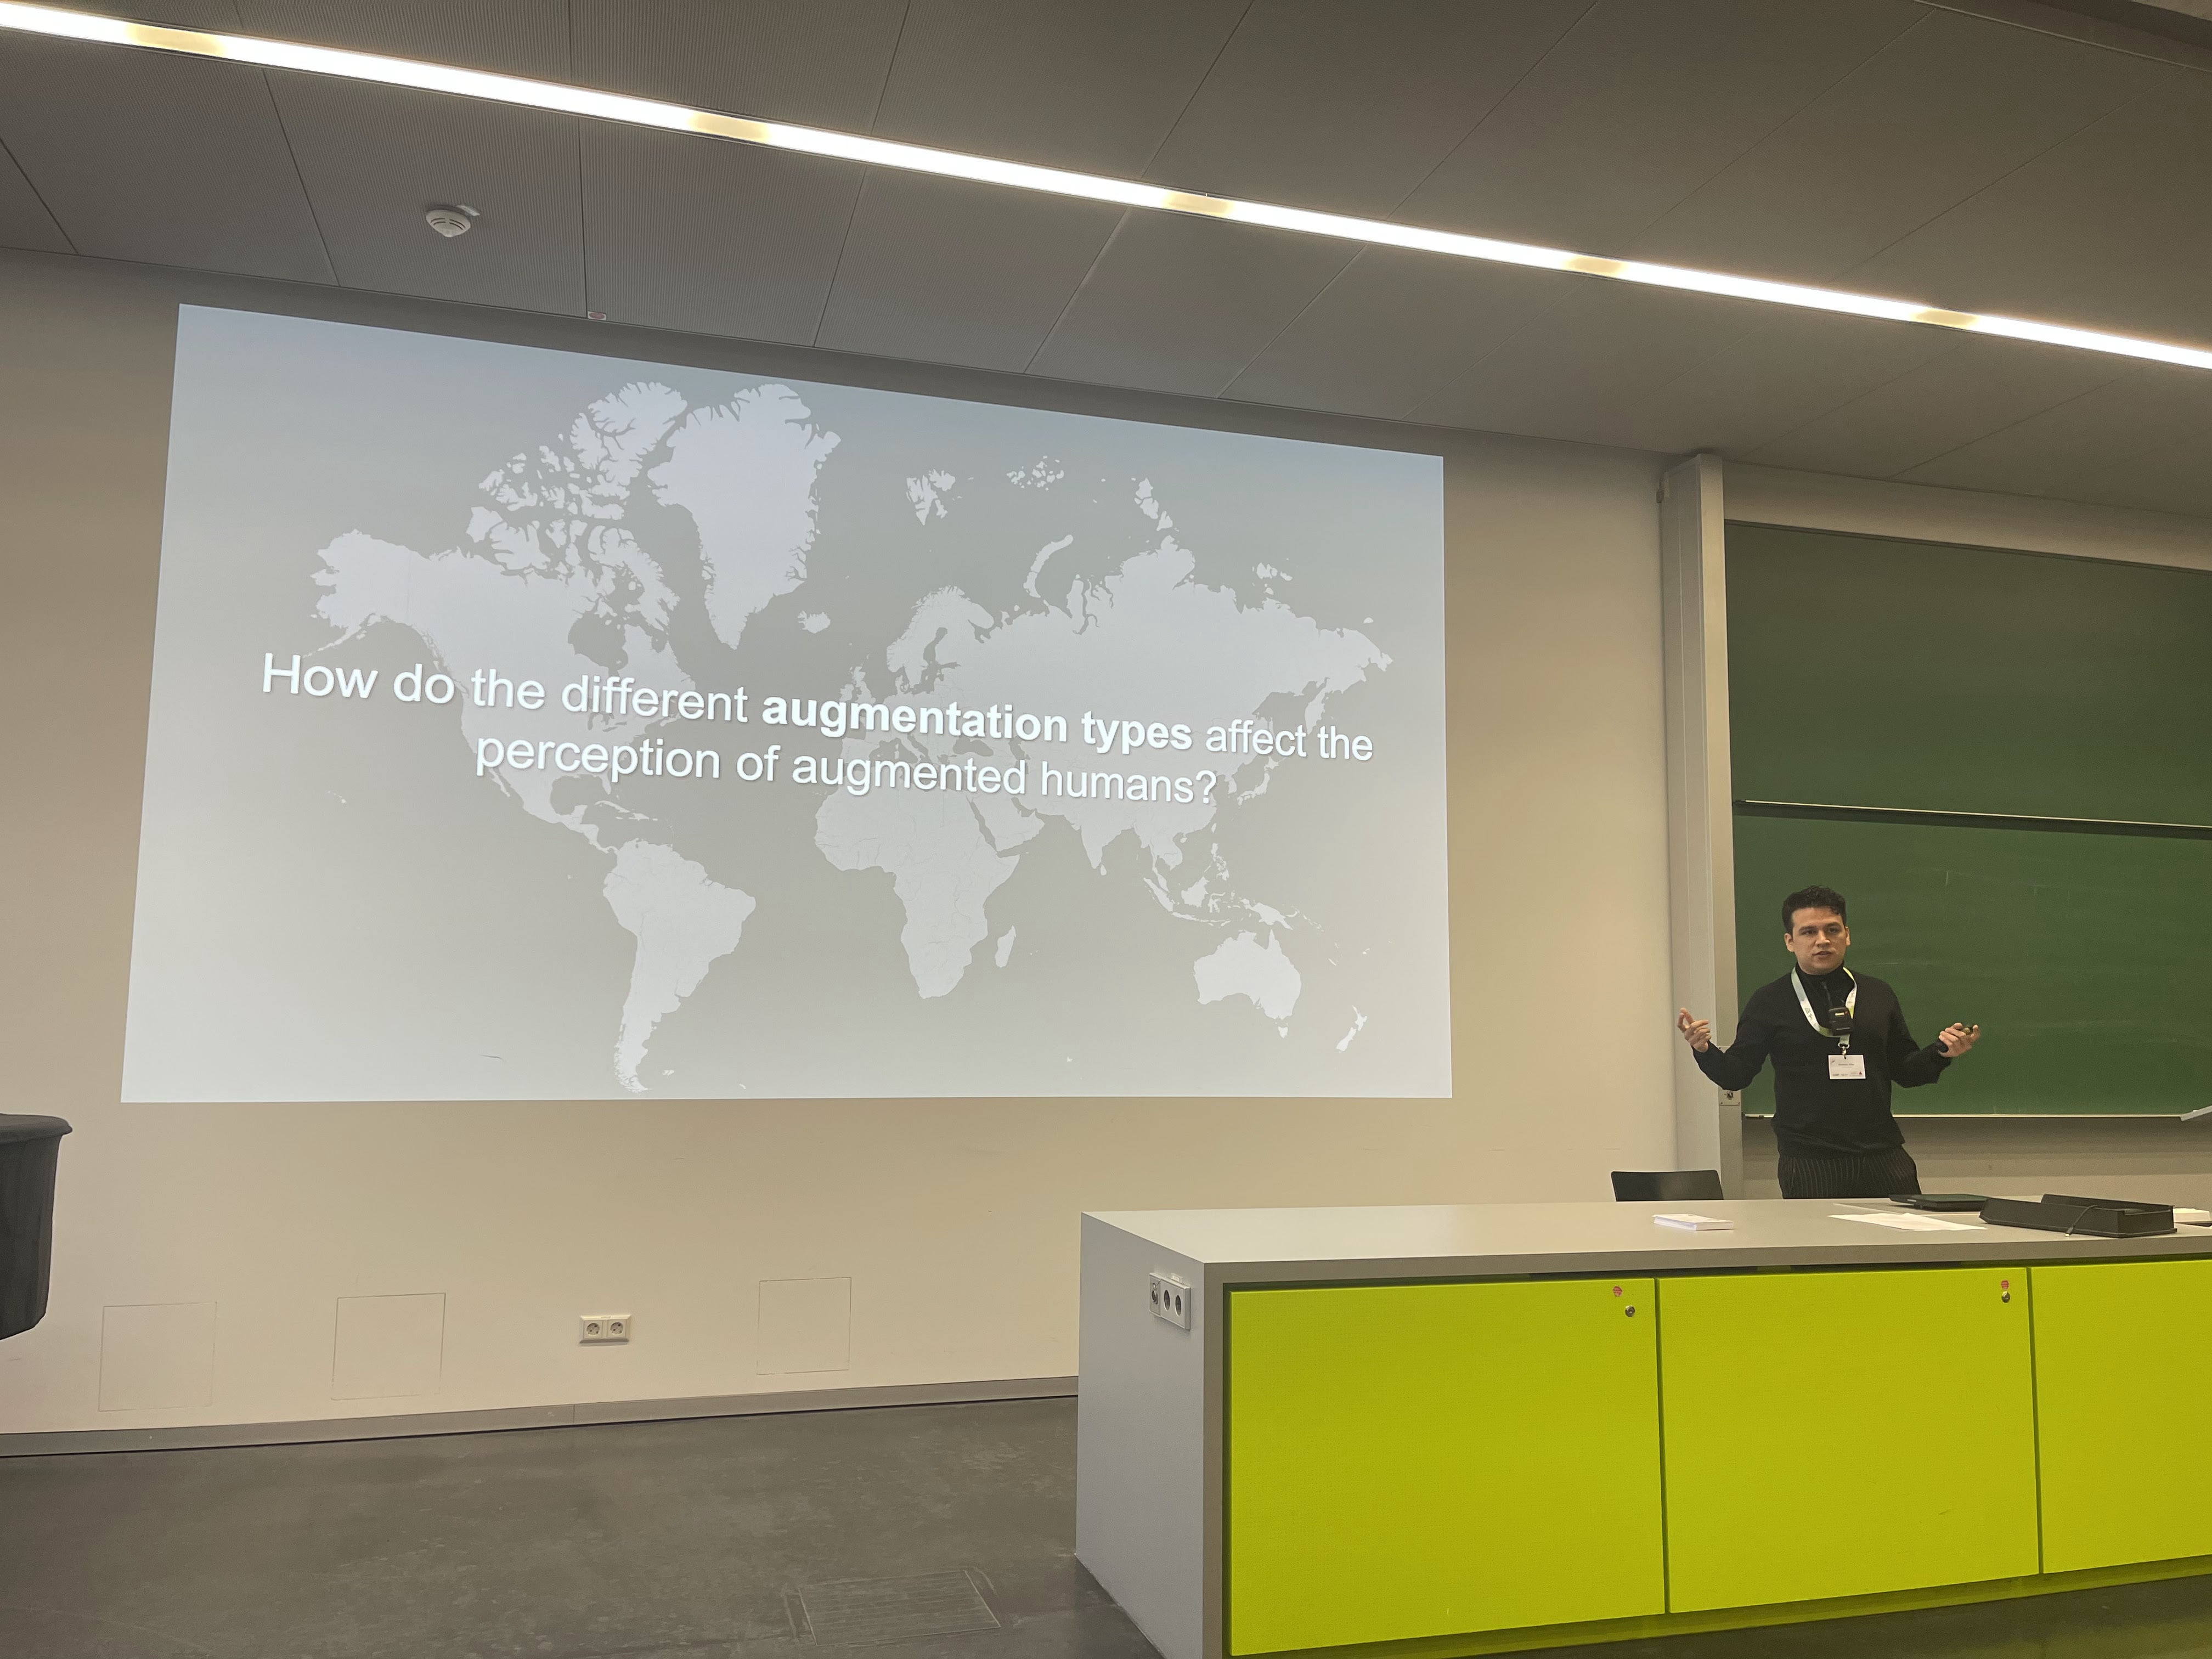 How do the different augmentation types affect the
perception of augmented humans?